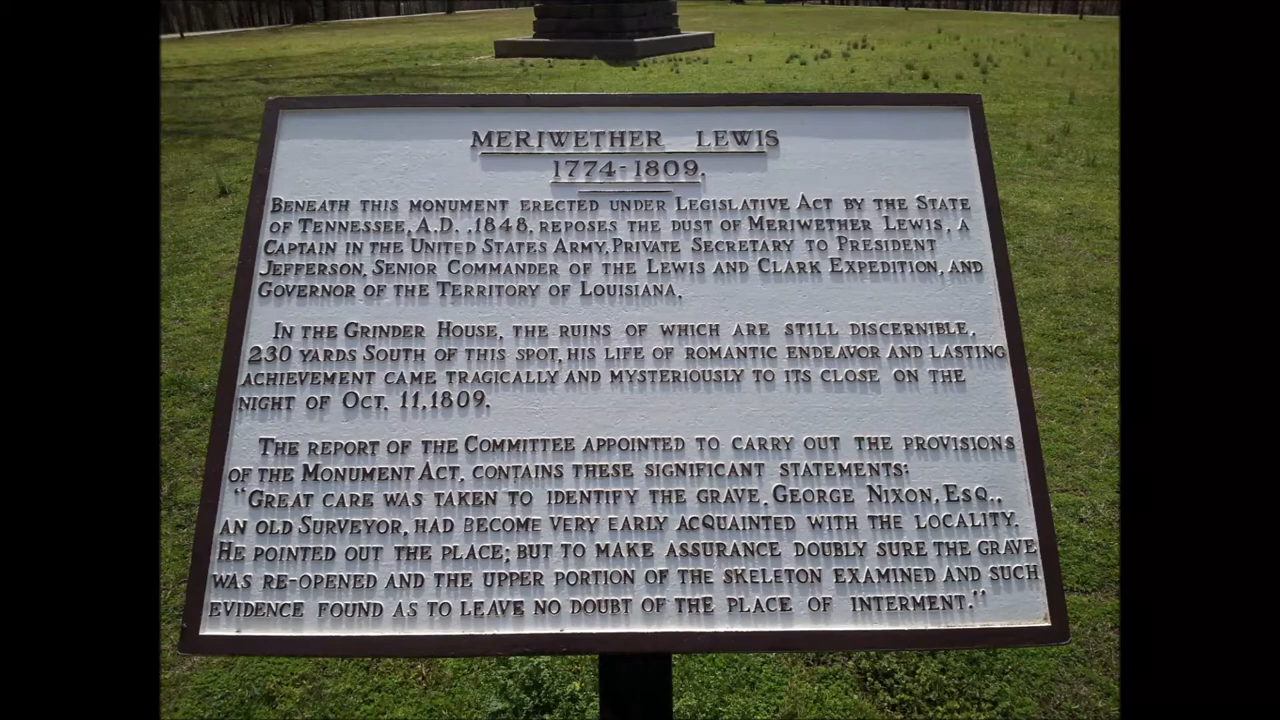 MERIWETHER LEWIS
1774-1809.
BENEATH THIS MONUMENT ERECTED UNDER LEGISLATIVE ACT BY THE STATE
OF TENNESSEE, A.D. .1848, REPOSES THE DUST OF MERIWETHER LEWIS, A
CAPTAIN IN THE UNITED STATES ARMY, PRIVATE SECRETARY TO PRESIDENT
JEFFERSON, SENIOR COMMANDER OF THE LEWIS AND CLARK EXPEDITION, AND
GOVERNOR OF THE TERRITORY OF LOUISIANA.
IN THE GRINDER HOUSE, THE RUINS OF WHICH ARE STILL DISCERNIBLE,
230 YARDS SOUTH OF THIS SPOT, HIS LIFE OF ROMANTIC ENDEAVOR AND LASTING
ACHIEVEMENT CAME TRAGICALLY AND MYSTERIOUSLY TO ITS CLOSE ON THE
NIGHT OF OCT. 11, 1809.
THE REPORT OF THE COMMITTEE APPOINTED TO CARRY OUT THE PROVISIONS
OF THE MONUMENT ACT, CONTAINS THESE SIGNIFICANT STATEMENTS:
"GREAT CARE WAS TAKEN TO IDENTIFY THE GRAVE. GEORGE NIXON, ESQ.,
AN OLD SURVEYOR, HAD BECOME VERY EARLY ACQUAINTED WITH THE LOCALITY.
HE POINTED OUT THE PLACE; BUT TO MAKE ASSURANCE DOUBLY SURE THE GRAVE
WAS RE-OPENED AND THE UPPER PORTION OF THE SKELETON EXAMINED AND SUCH
EVIDENCE FOUND AS TO LEAVE NO DOUBT OF THE PLACE OF INTERMENT."